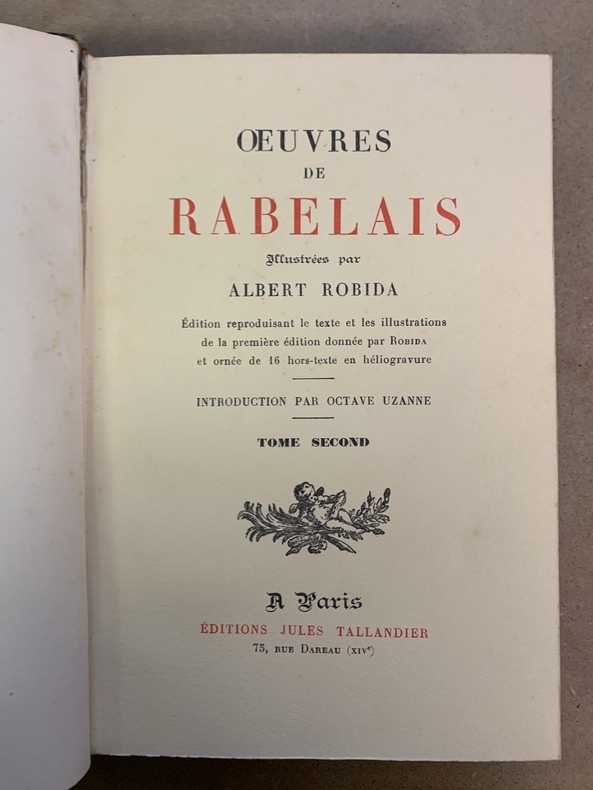 ŒUVRES
DE
RABELAIS
Illustrées par
ALBERT ROBIDA
Édition reproduisant le texte et les illustrations
de la première édition donnée par ROBIDA
et ornée de 16 hors-texte en héliogravure
INTRODUCTION PAR OCTAVE UZANNE
TOME SECOND
A Paris
ÉDITIONS JULES TALLANDIER
75, RUE DAREAU (XIVᵉ)